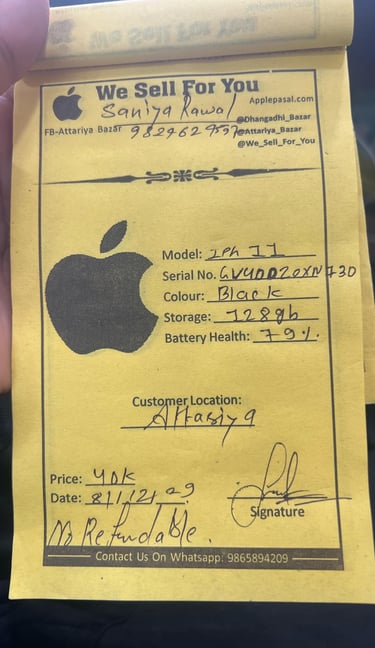 We Sell For You
Saniya Rawal
Applepasal.com
@Dhangadhi_Bazar
FB-Attariya Bazar
@Attariya_Bazar
@We_Sell_For_You
Model: Iph 11
Serial No.
Colour: Black
Storage: 128gb
Battery Health: 79%.
Customer Location:
Attariya
Price: 40k
Date:
Signature
No Refundable.
Contact Us On Whatsapp: 9865894209